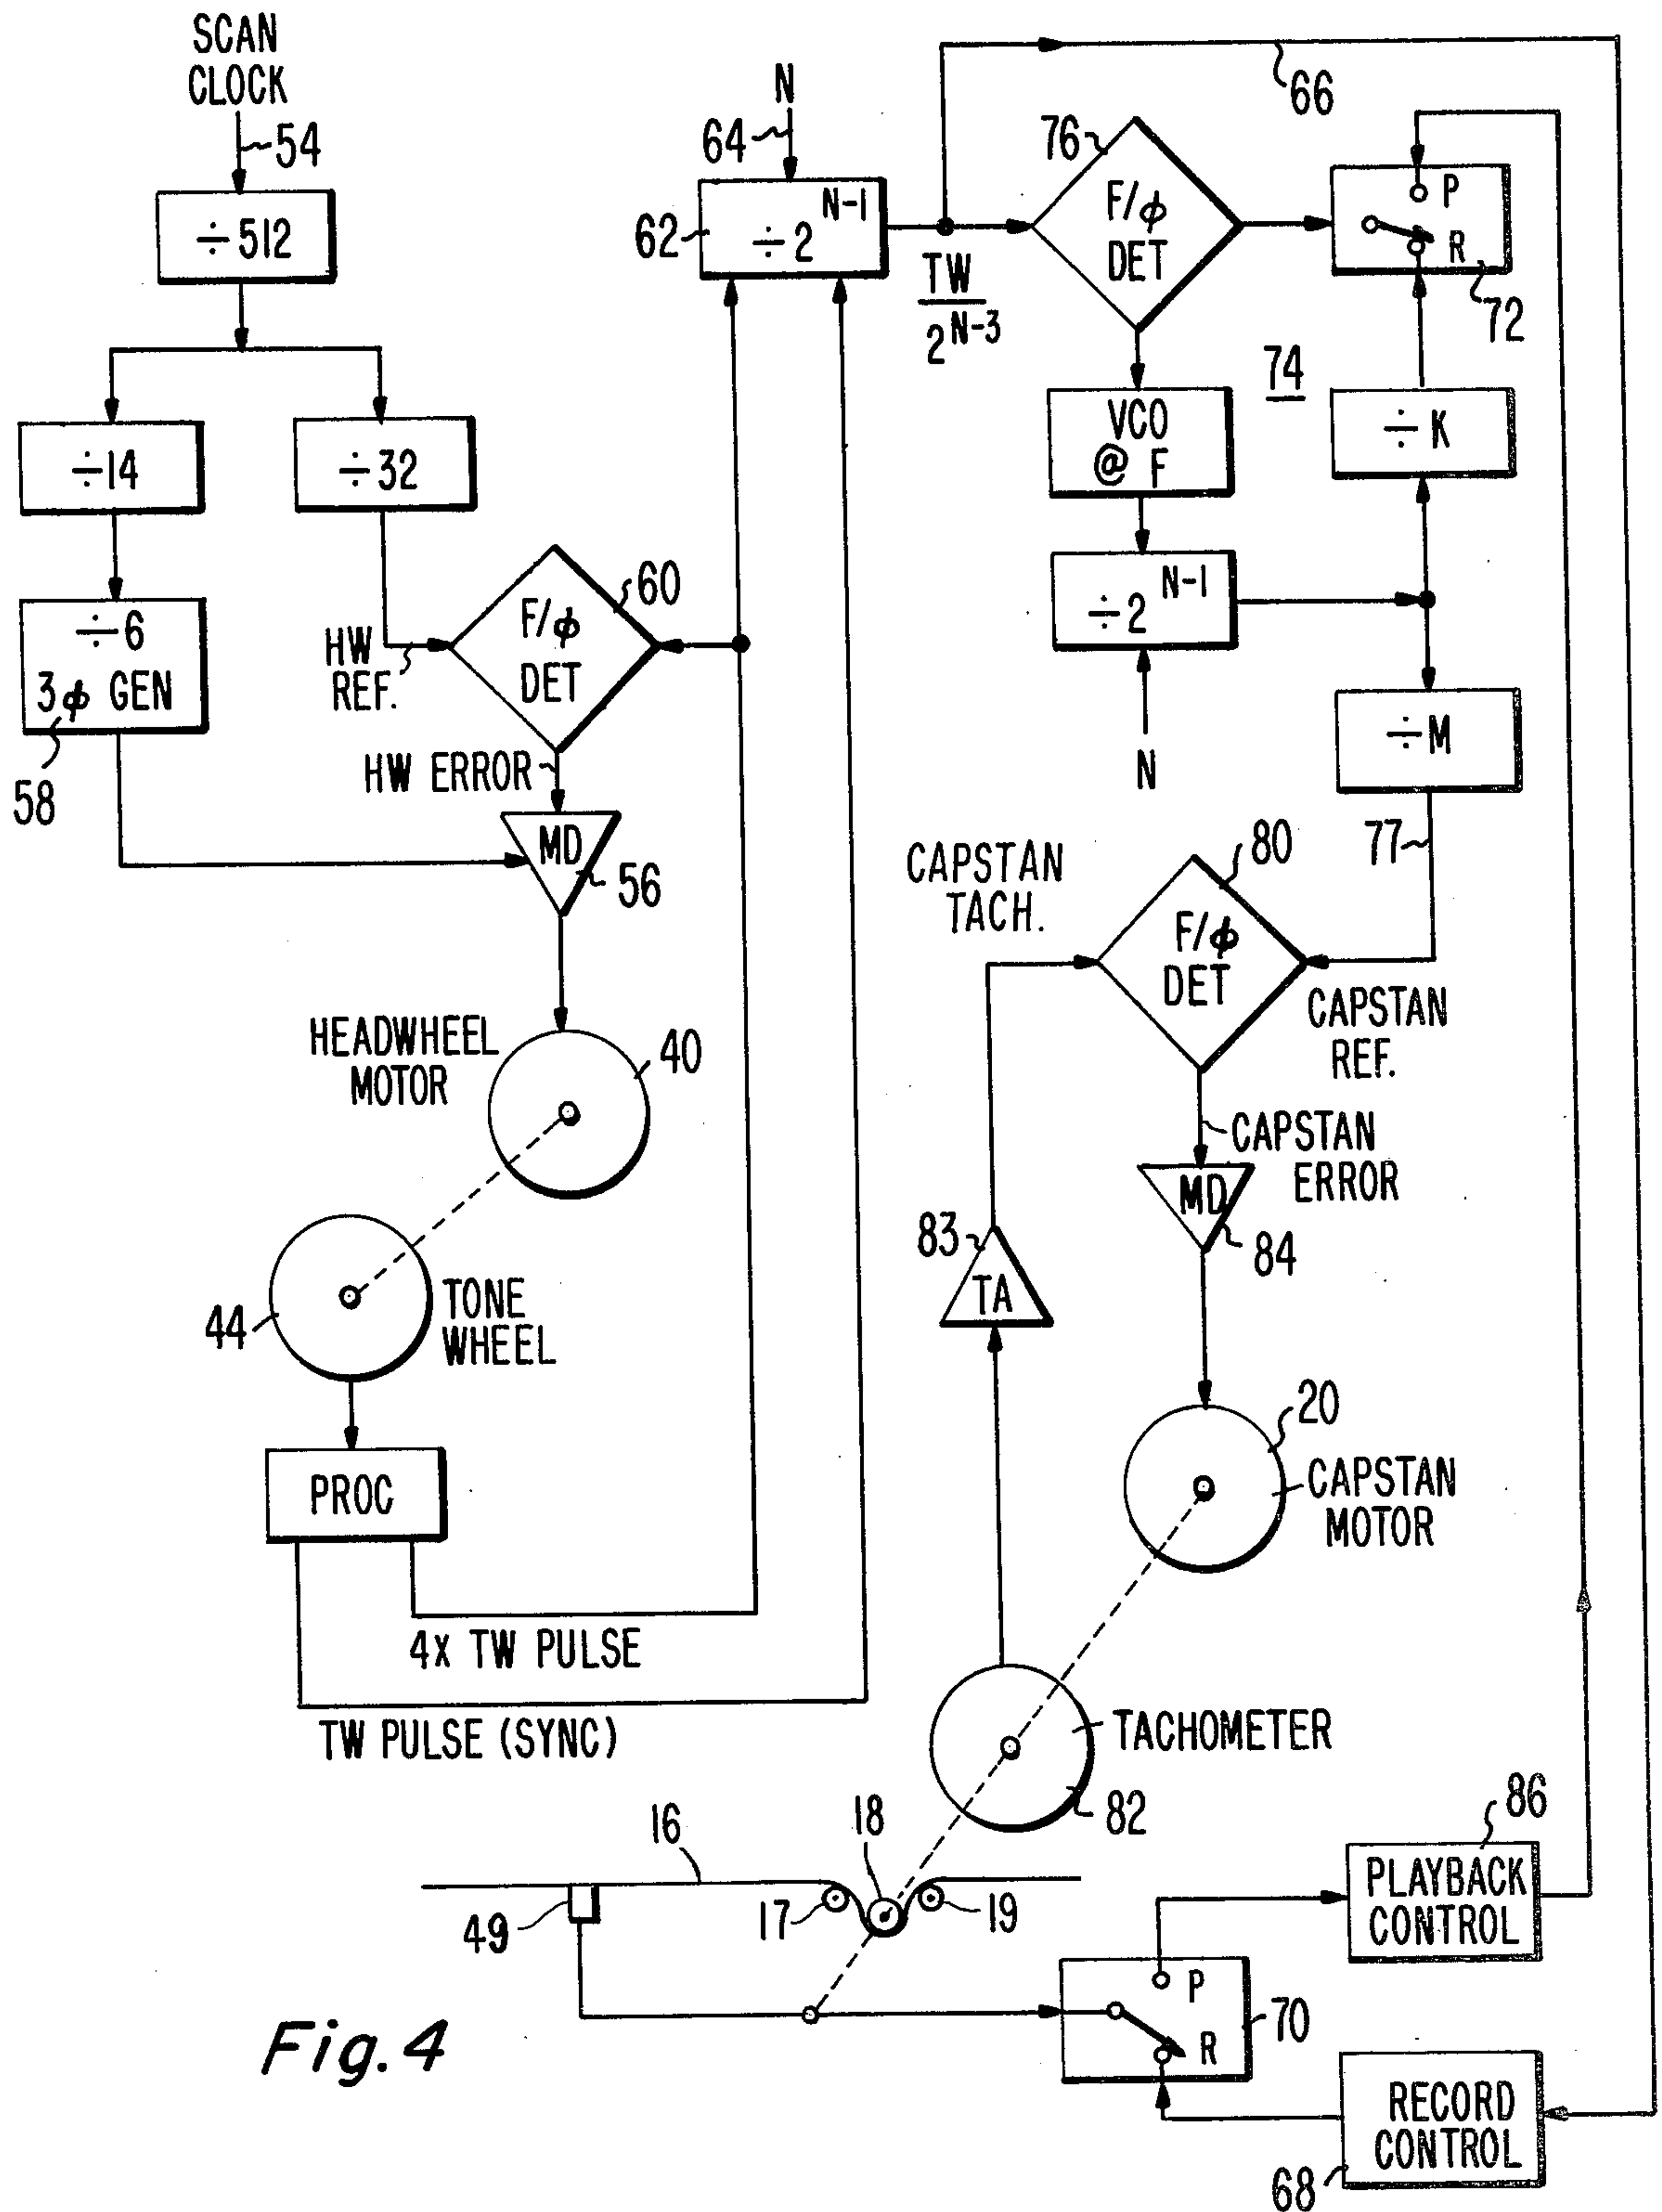 SCAN
CLOCK
54
÷512
÷14
÷32
÷6
3φ GEN
58
HW
REF.
F/φ
DET
60
HW ERROR
MD
56
HEADWHEEL
MOTOR
40
44
TONE
WHEEL
PROC
4X TW PULSE
TW PULSE (SYNC)
N
64
62
÷2 N-1
TW
2 N-3
66
76
F/φ
DET
P
R
72
74
VCO
@ F
÷K
÷2 N-1
N
÷M
77
CAPSTAN
TACH.
80
F/φ
DET
CAPSTAN
REF.
CAPSTAN
ERROR
MD
84
83
TA
20
CAPSTAN
MOTOR
TACHOMETER
82
16
18
17
19
49
86
PLAYBACK
CONTROL
P
R
70
RECORD
CONTROL
68
Fig. 4